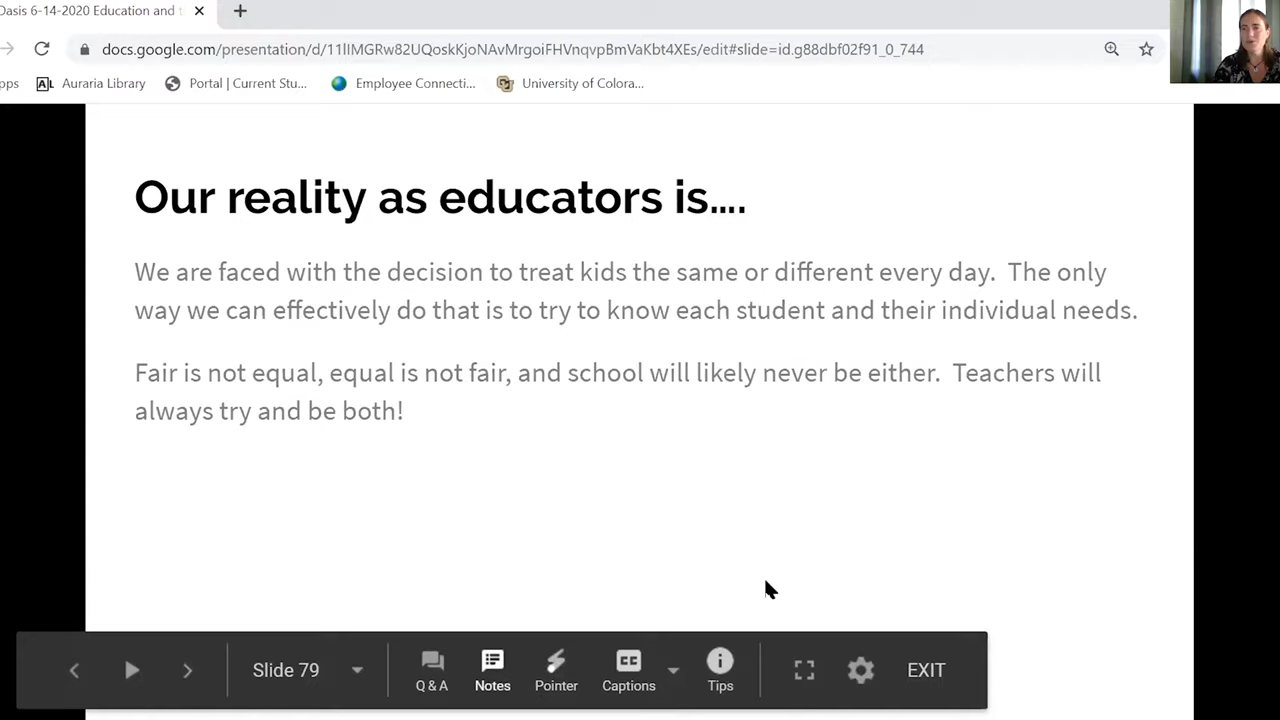 Oasis 6-14-2020 Education and
docs.google.com/presentation/d/11lIMGRw82UQoskKjoNAvMrgoiFHVnqvpBmVaKbt4XEs/edit#slide=id.g88dbf02f91_0_744
Auraria Library Portal | Current Stu... Employee Connecti... University of Colora...
Our reality as educators is....
We are faced with the decision to treat kids the same or different every day. The only
way we can effectively do that is to try to know each student and their individual needs.
Fair is not equal, equal is not fair, and school will likely never be either. Teachers will
always try and be both!
Slide 79
Q & A Notes Pointer Captions Tips
EXIT